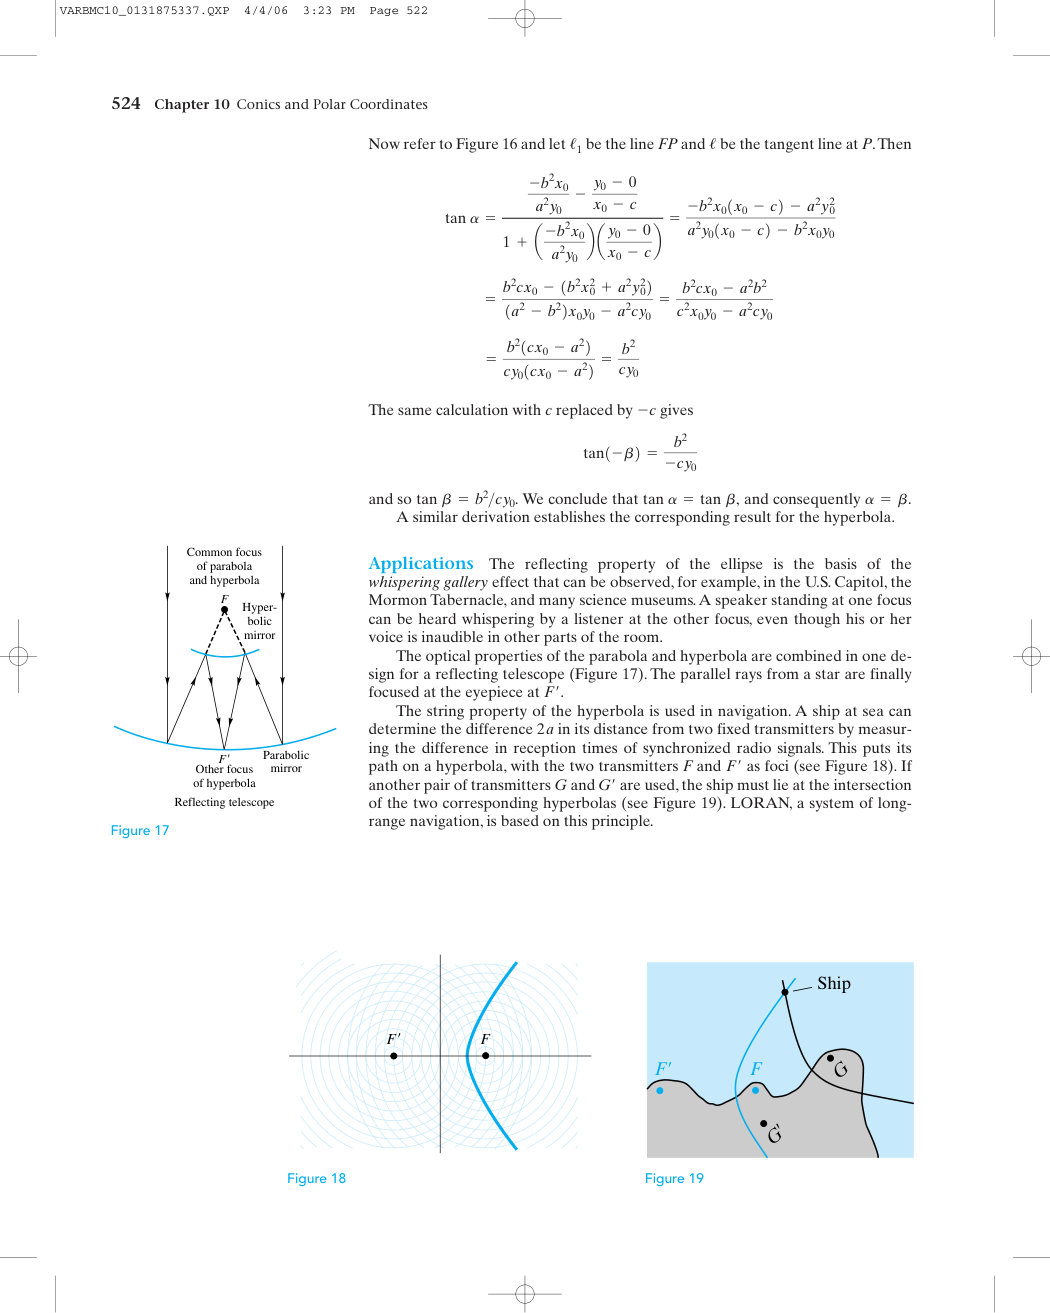 VARBMC10_0131875337.QXP 4/4/06 3:23 PM Page 522
524 Chapter 10 Conics and Polar Coordinates
Now refer to Figure 16 and let ℓ₁ be the line FP and ℓ be the tangent line at P. Then
tan α = (−b²x₀/a²y₀ − (y₀ − 0)/(x₀ − c)) / (1 + (−b²x₀/a²y₀)((y₀ − 0)/(x₀ − c))) = (−b²x₀(x₀ − c) − a²y₀²)/(a²y₀(x₀ − c) − b²x₀y₀)
= (b²cx₀ − (b²x₀² + a²y₀²))/((a² − b²)x₀y₀ − a²cy₀) = (b²cx₀ − a²b²)/(c²x₀y₀ − a²cy₀)
= b²(cx₀ − a²)/(cy₀(cx₀ − a²)) = b²/cy₀
The same calculation with c replaced by −c gives
tan(−β) = b²/−cy₀
and so tan β = b²/cy₀. We conclude that tan α = tan β, and consequently α = β.
A similar derivation establishes the corresponding result for the hyperbola.
Applications The reflecting property of the ellipse is the basis of the
whispering gallery effect that can be observed, for example, in the U.S. Capitol, the
Mormon Tabernacle, and many science museums. A speaker standing at one focus
can be heard whispering by a listener at the other focus, even though his or her
voice is inaudible in other parts of the room.
The optical properties of the parabola and hyperbola are combined in one de-
sign for a reflecting telescope (Figure 17). The parallel rays from a star are finally
focused at the eyepiece at F′.
The string property of the hyperbola is used in navigation. A ship at sea can
determine the difference 2a in its distance from two fixed transmitters by measur-
ing the difference in reception times of synchronized radio signals. This puts its
path on a hyperbola, with the two transmitters F and F′ as foci (see Figure 18). If
another pair of transmitters G and G′ are used, the ship must lie at the intersection
of the two corresponding hyperbolas (see Figure 19). LORAN, a system of long-
range navigation, is based on this principle.
Common focus
of parabola
and hyperbola
F
Hyper-
bolic
mirror
F′
Other focus
of hyperbola
Parabolic
mirror
Reflecting telescope
Figure 17
F′
F
Figure 18
Ship
F′
F
G
G′
Figure 19